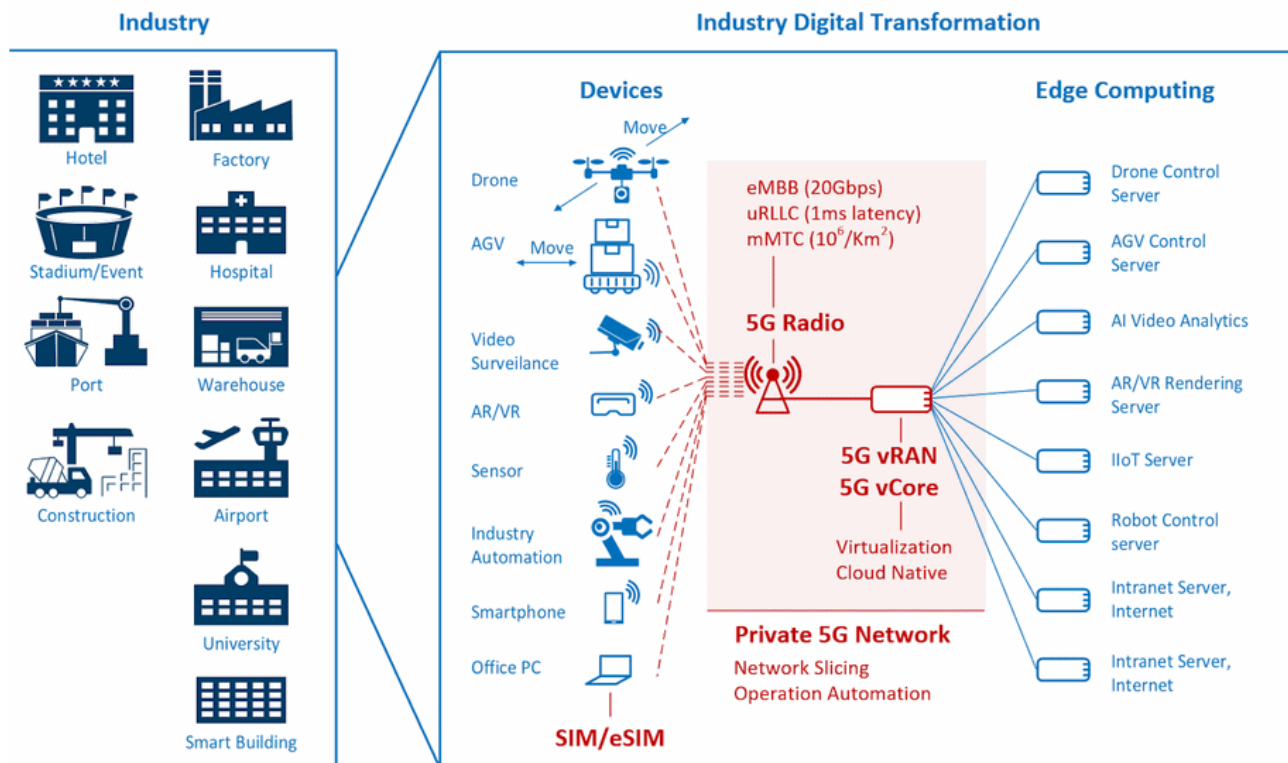 Industry
Industry Digital Transformation
Hotel
Factory
Stadium/Event
Hospital
Port
Warehouse
Construction
Airport
University
Smart Building
Devices
Move
Drone
AGV
Move
Video
Surveilance
AR/VR
Sensor
Industry
Automation
Smartphone
Office PC
SIM/eSIM
eMBB (20Gbps)
uRLLC (1ms latency)
mMTC (10⁶/Km²)
5G Radio
5G vRAN
5G vCore
Virtualization
Cloud Native
Private 5G Network
Network Slicing
Operation Automation
Edge Computing
Drone Control
Server
AGV Control
Server
AI Video Analytics
AR/VR Rendering
Server
IIoT Server
Robot Control
server
Intranet Server,
Internet
Intranet Server,
Internet